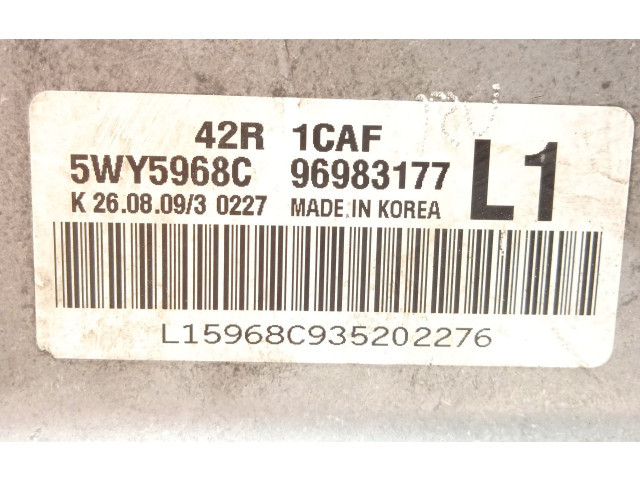 42R 1CAF
5WY5968C 96983177 L1
K 26.08.09/3 0227 MADE IN KOREA
L15968C935202276